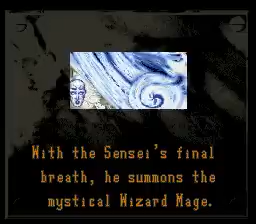 With the Sensei's final
breath, he summons the
mystical Wizard Mage.